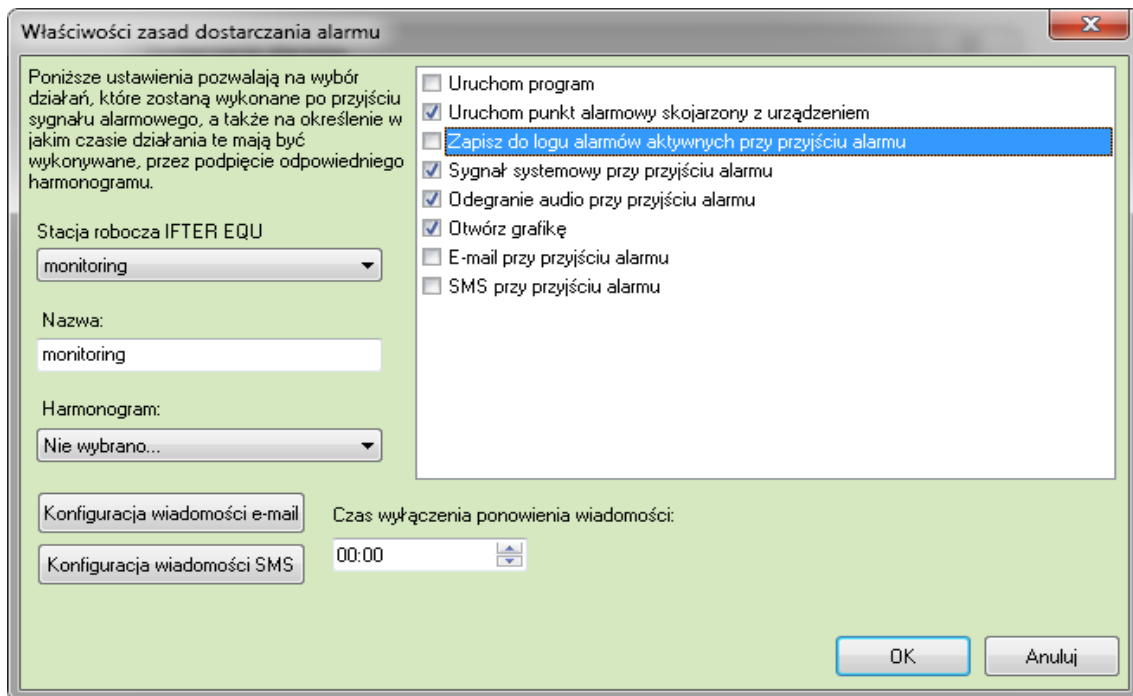 Właściwości zasad dostarczania alarmu
Poniższe ustawienia pozwalają na wybór
działań, które zostaną wykonane po przyjściu
sygnału alarmowego, a także na określenie w
jakim czasie działania te mają być
wykonywane, przez podpięcie odpowiedniego
harmonogramu.
Stacja robocza IFTER EQU
monitoring
Nazwa:
monitoring
Harmonogram:
Nie wybrano...
Uruchom program
Uruchom punkt alarmowy skojarzony z urządzeniem
Zapisz do logu alarmów aktywnych przy przyjściu alarmu
Sygnał systemowy przy przyjściu alarmu
Odegranie audio przy przyjściu alarmu
Otwórz grafikę
E-mail przy przyjściu alarmu
SMS przy przyjściu alarmu
Konfiguracja wiadomości e-mail
Konfiguracja wiadomości SMS
Czas wyłączenia ponowienia wiadomości:
00:00
OK
Anuluj